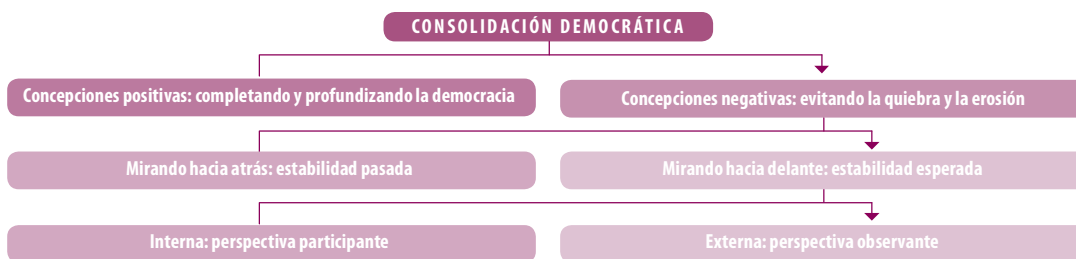 CONSOLIDACIÓN DEMOCRÁTICA
Concepciones positivas: completando y profundizando la democracia
Concepciones negativas: evitando la quiebra y la erosión
Mirando hacia atrás: estabilidad pasada
Mirando hacia delante: estabilidad esperada
Interna: perspectiva participante
Externa: perspectiva observante